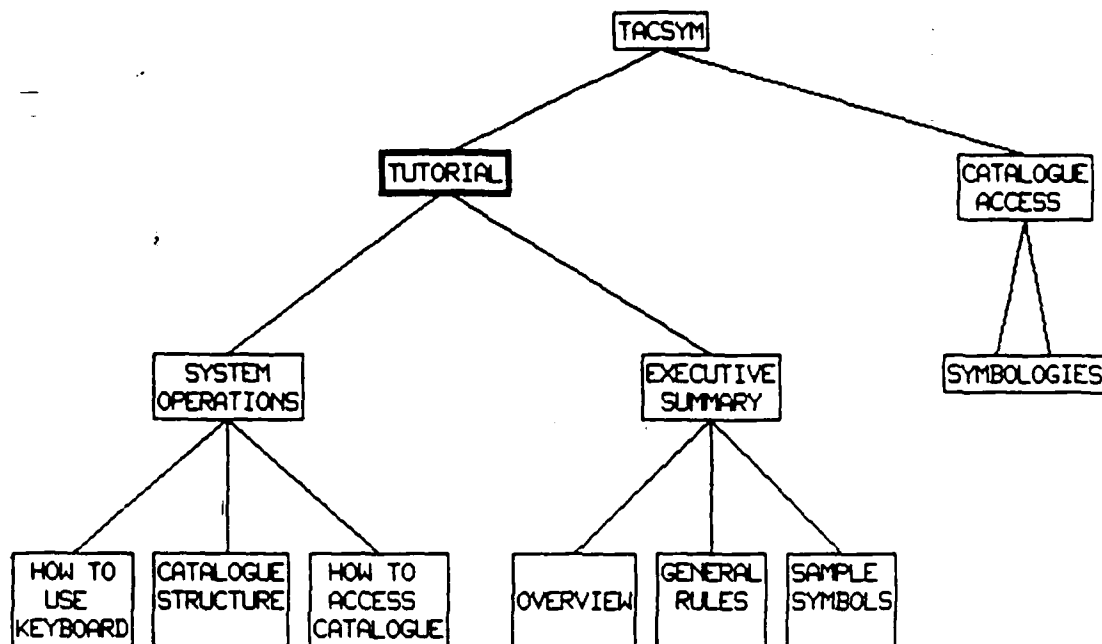 TACSYM
TUTORIAL
CATALOGUE
ACCESS
SYSTEM
OPERATIONS
EXECUTIVE
SUMMARY
SYMBOLOGIES
HOW TO
USE
KEYBOARD
CATALOGUE
STRUCTURE
HOW TO
ACCESS
CATALOGUE
OVERVIEW
GENERAL
RULES
SAMPLE
SYMBOLS